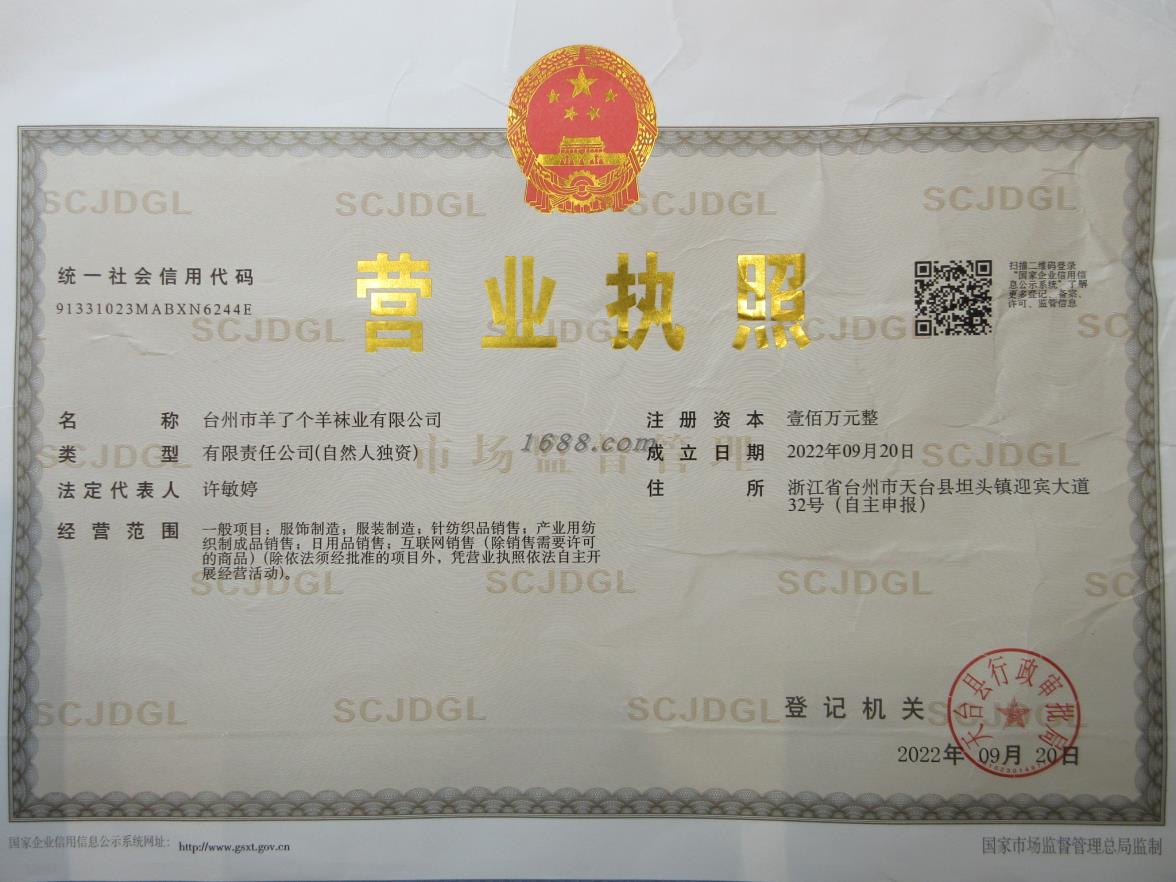 SCJDGL SCJDGL SCJDGL SCJDGL
统一社会信用代码
91331023MABXN6244E
营业执照
扫描二维码登录
“国家企业信用信
息公示系统”了解
更多登记、备案、
许可、监管信息
SCJDGL SCJDGL SCJDGL SC
名称 台州市羊了个羊袜业有限公司
类型 有限责任公司(自然人独资)
法定代表人 许敏婷
经营范围 一般项目：服饰制造；服装制造；针纺织品销售；产业用纺
织制成品销售；日用品销售；互联网销售（除销售需要许可
的商品）(除依法须经批准的项目外，凭营业执照依法自主开
展经营活动)。
1688.com
市场监督管理
注册资本 壹佰万元整
成立日期 2022年09月20日
住所 浙江省台州市天台县坦头镇迎宾大道
32号（自主申报）
SCJDGL SCJDGL
SCJDGL SCJDGL SCJDGL SC
SCJDGL SCJDGL SCJDGL SCJDGL
登记机关
天台县行政审批局
2022年 09月 20日
国家企业信用信息公示系统网址： http://www.gsxt.gov.cn
国家市场监督管理总局监制